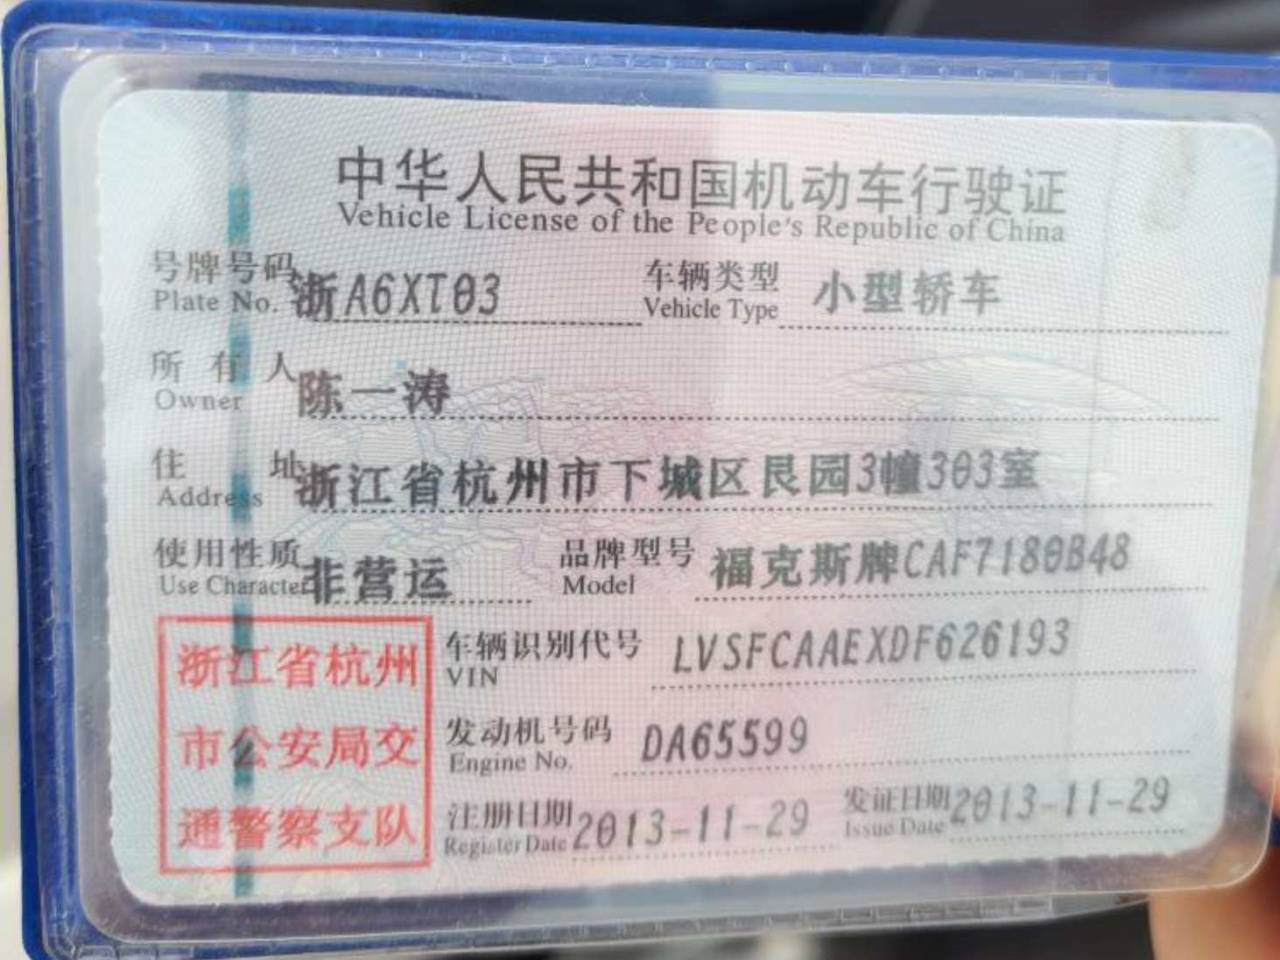 中华人民共和国机动车行驶证
Vehicle License of the People's Republic of China
号牌号码 浙A6XT03 车辆类型 小型轿车
Plate No. Vehicle Type
所有人 陈一涛
Owner
住址 浙江省杭州市下城区艮园3幢303室
Address
使用性质 非营运 品牌型号 福克斯牌CAF7180B48
Use Character Model
浙江省杭州
市公安局交
通警察支队
车辆识别代号 LVSFCAAEXDF626193
VIN
发动机号码 DA65599
Engine No.
注册日期 2013-11-29 发证日期 2013-11-29
Register Date Issue Date